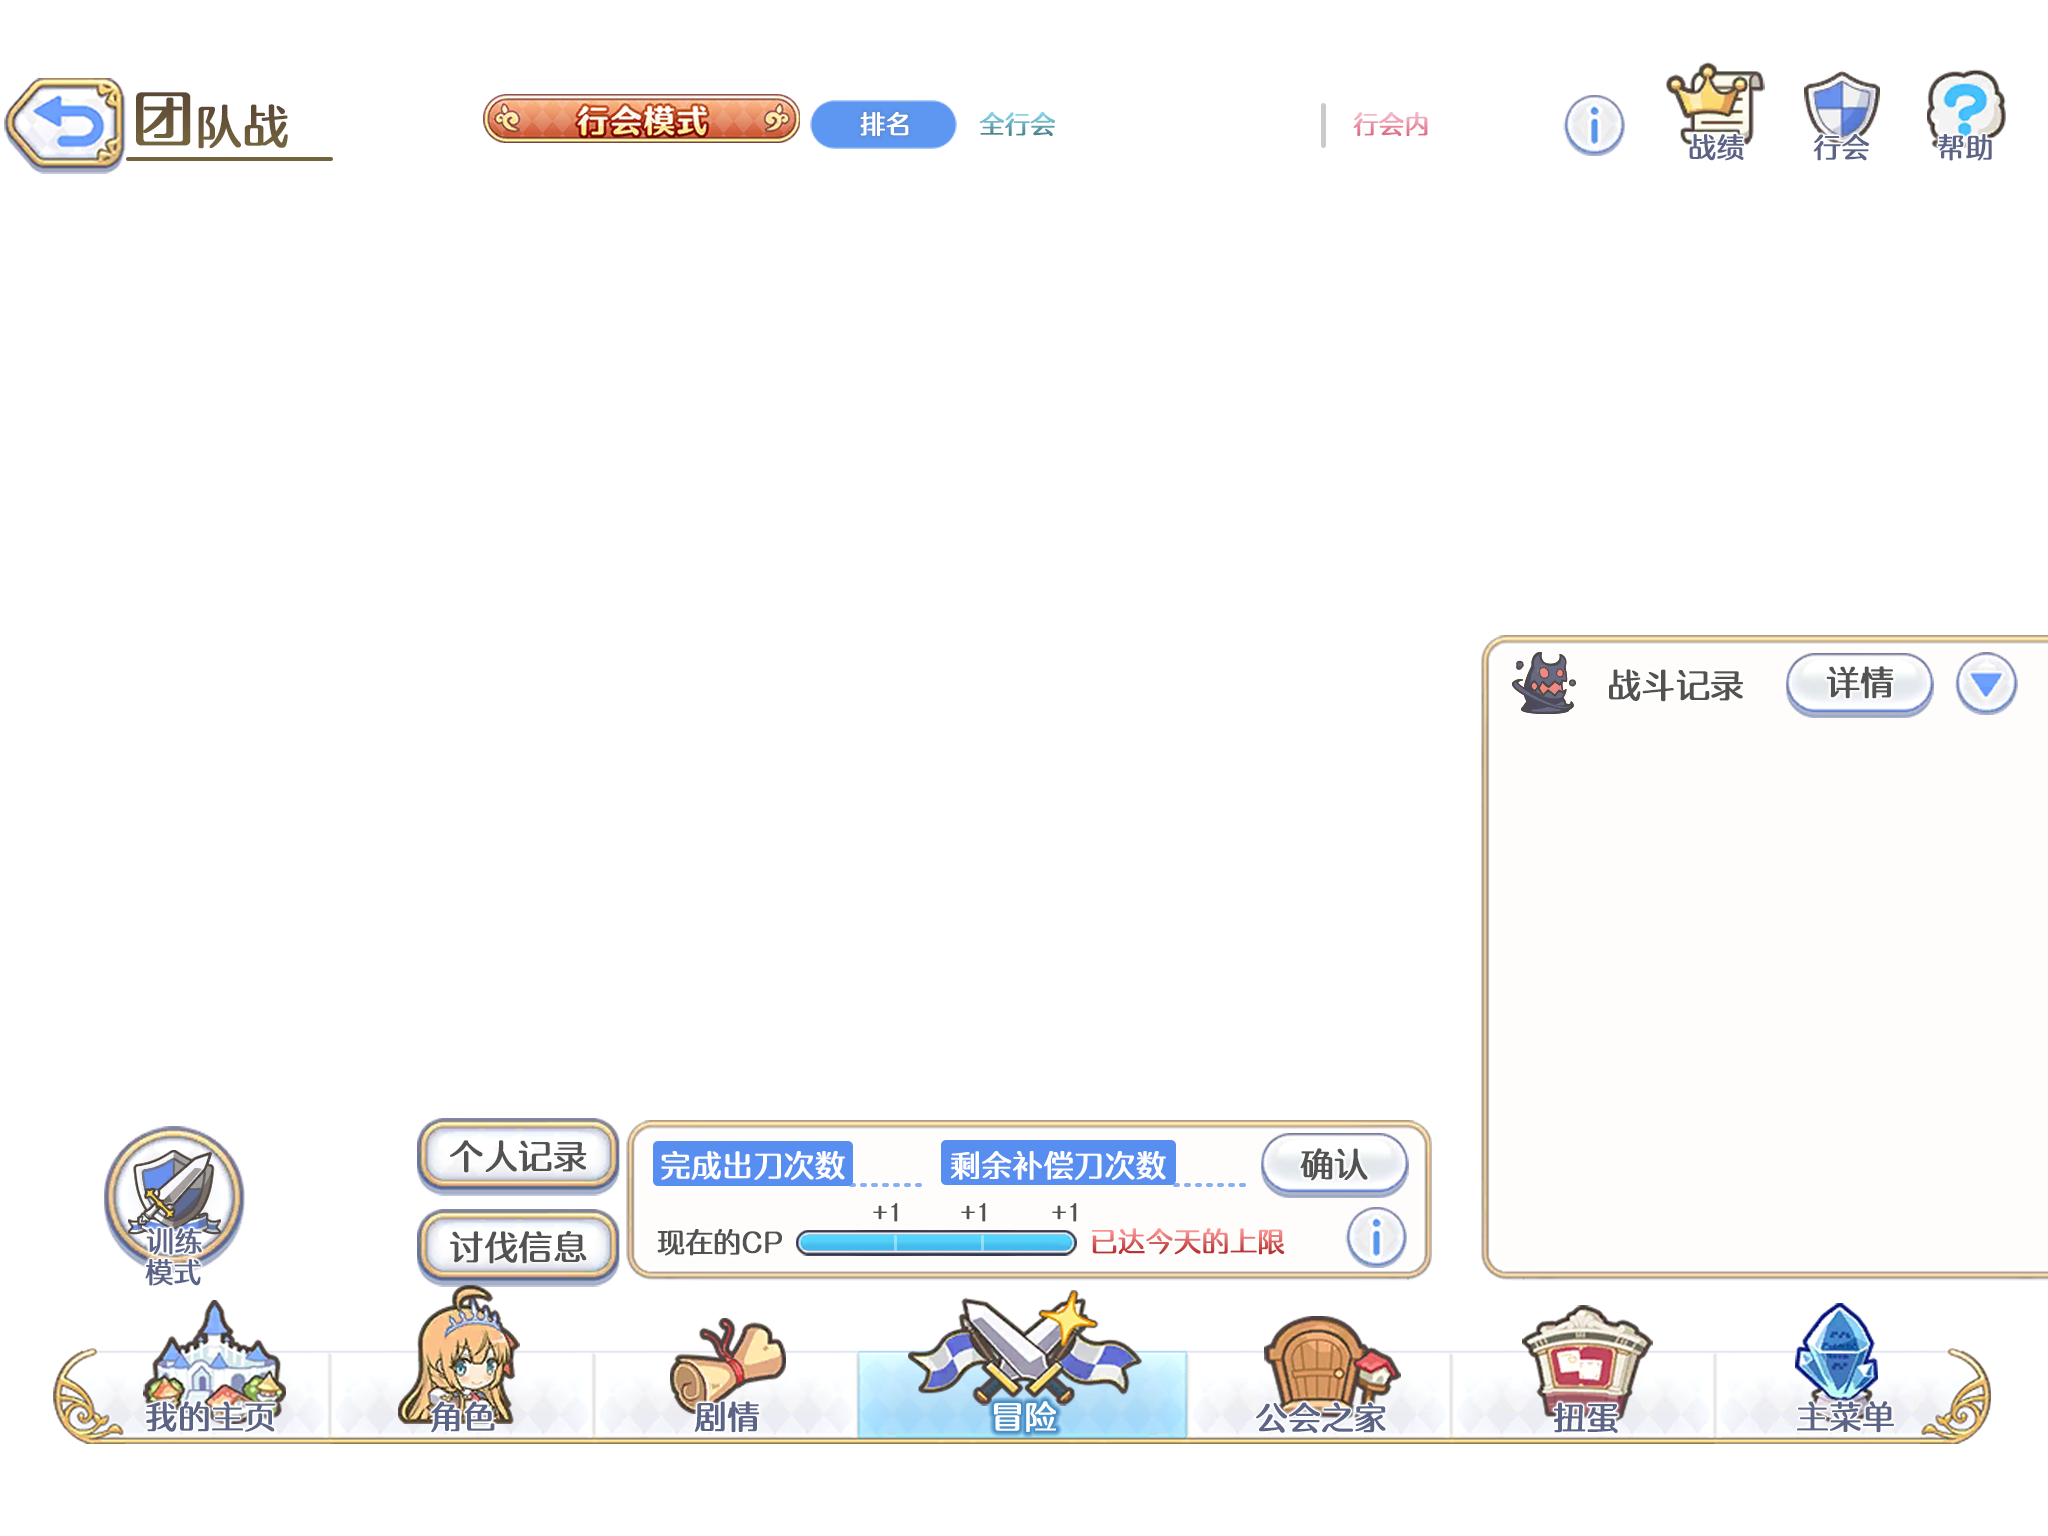 团队战
行会模式
排名
全行会
行会内
战绩
行会
帮助
战斗记录
详情
个人记录
讨伐信息
完成出刀次数
剩余补偿刀次数
确认
+1 +1 +1
现在的CP
已达今天的上限
训练
模式
我的主页
角色
剧情
冒险
公会之家
扭蛋
主菜单